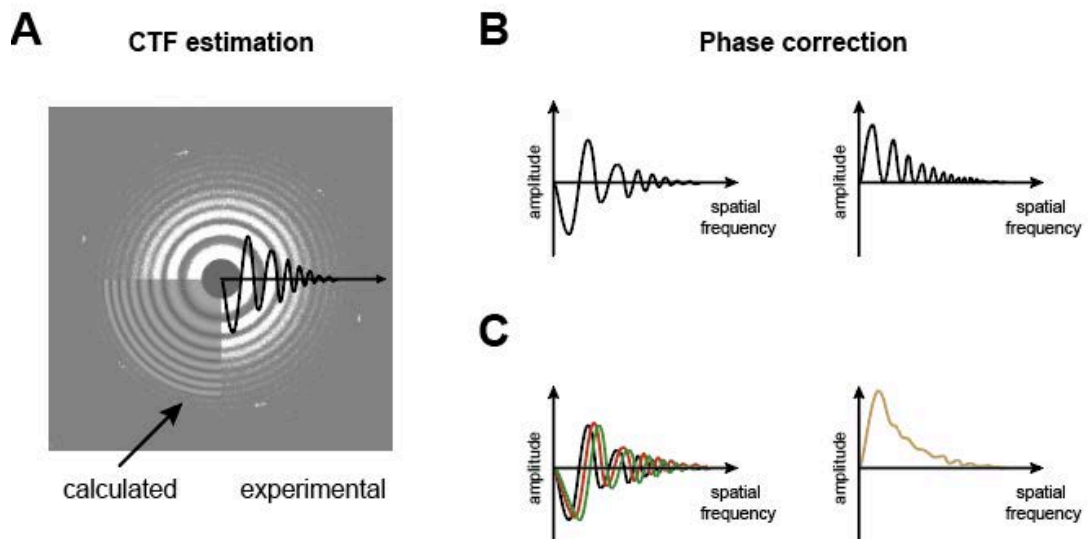 A
CTF estimation
calculated
experimental
B
Phase correction
amplitude
spatial
frequency
amplitude
spatial
frequency
C
amplitude
spatial
frequency
amplitude
spatial
frequency